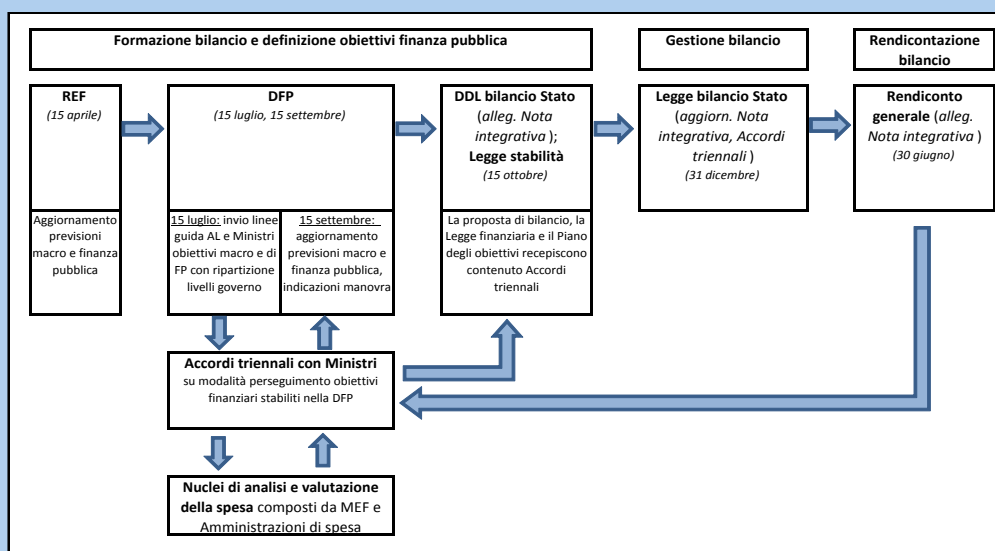 Formazione bilancio e definizione obiettivi finanza pubblica
Gestione bilancio
Rendicontazione
bilancio
REF
(15 aprile)
DFP
(15 luglio, 15 settembre)
DDL bilancio Stato
(alleg. Nota
integrativa );
Legge stabilità
(15 ottobre)
Legge bilancio Stato
(aggiorn. Nota
integrativa, Accordi
triennali )
(31 dicembre)
Rendiconto
generale (alleg.
Nota integrativa )
(30 giugno)
Aggiornamento
previsioni
macro e finanza
pubblica
15 luglio: invio linee
guida AL e Ministri
obiettivi macro e di
FP con ripartizione
livelli governo
15 settembre:
aggiornamento
previsioni macro e
finanza pubblica,
indicazioni manovra
La proposta di bilancio, la
Legge finanziaria e il Piano
degli obiettivi recepiscono
contenuto Accordi
triennali
Accordi triennali con Ministri
su modalità perseguimento obiettivi
finanziari stabiliti nella DFP
Nuclei di analisi e valutazione
della spesa composti da MEF e
Amministrazioni di spesa